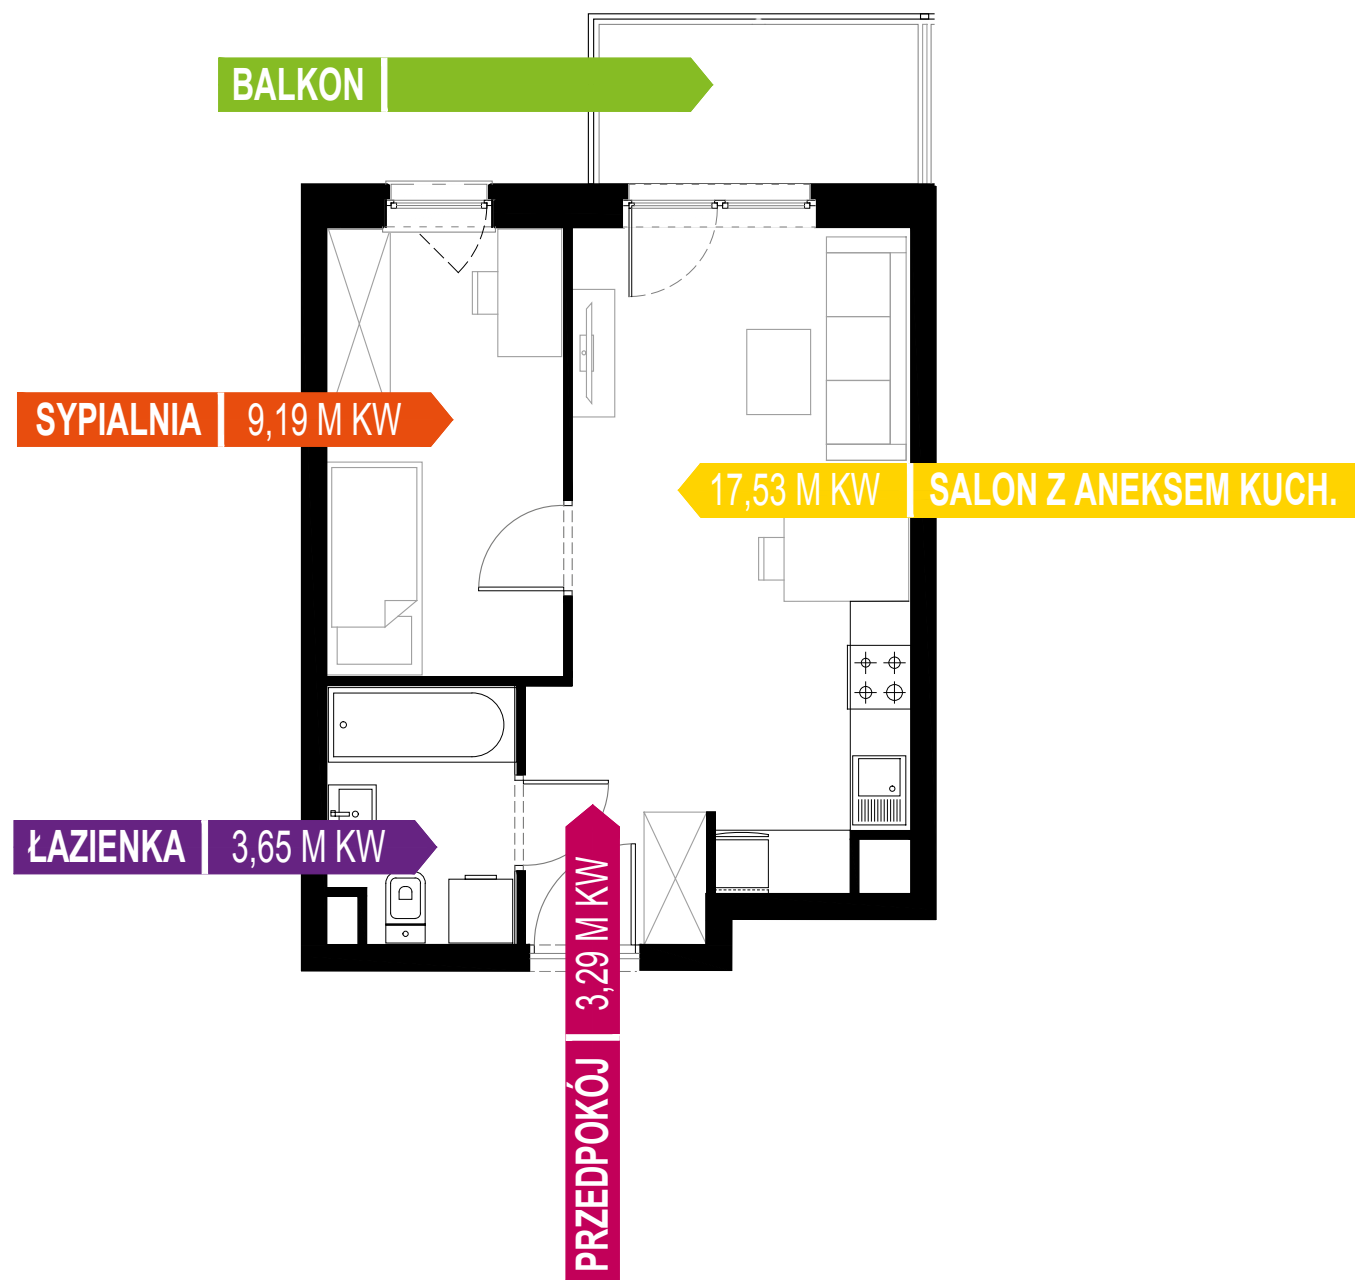 BALKON
SYPIALNIA 9,19 M KW
17,53 M KW SALON Z ANEKSEM KUCH.
ŁAZIENKA 3,65 M KW
PRZEDPOKÓJ 3,29 M KW